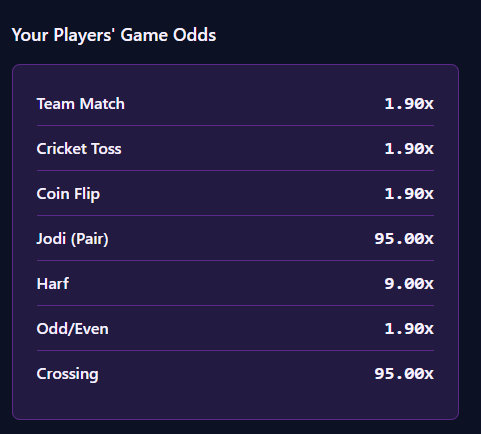 Your Players' Game Odds
Team Match 1.90x
Cricket Toss 1.90x
Coin Flip 1.90x
Jodi (Pair) 95.00x
Harf 9.00x
Odd/Even 1.90x
Crossing 95.00x